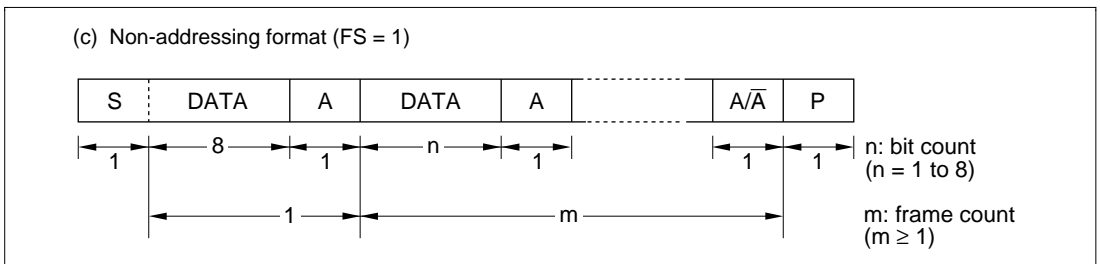 (c) Non-addressing format (FS = 1)
S DATA A DATA A A/A̅ P
1 8 1 n 1 1 1
n: bit count
(n = 1 to 8)
1 m
m: frame count
(m ≥ 1)